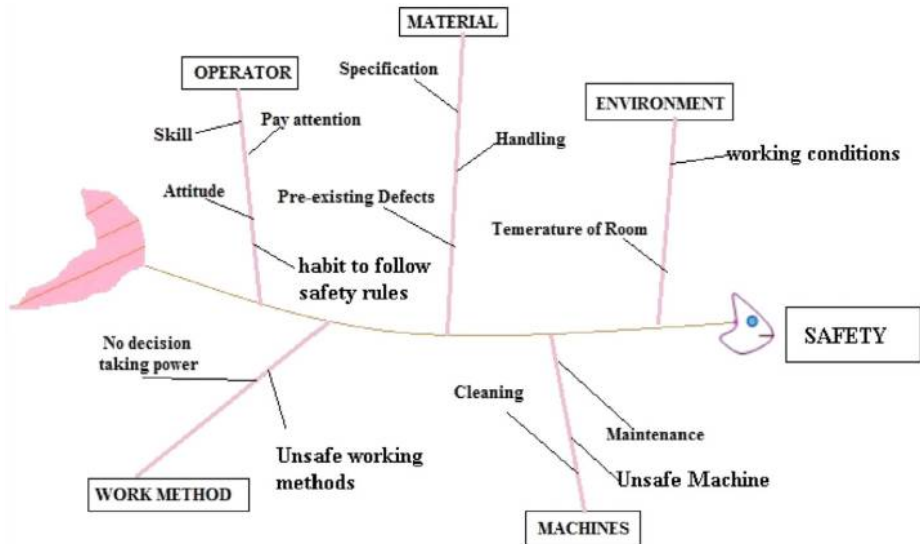 MATERIAL
OPERATOR
Specification
ENVIRONMENT
Skill
Pay attention
Handling
working conditions
Attitude
Pre-existing Defects
Temerature of Room
habit to follow
safety rules
SAFETY
No decision
taking power
Cleaning
Maintenance
Unsafe working
methods
Unsafe Machine
WORK METHOD
MACHINES